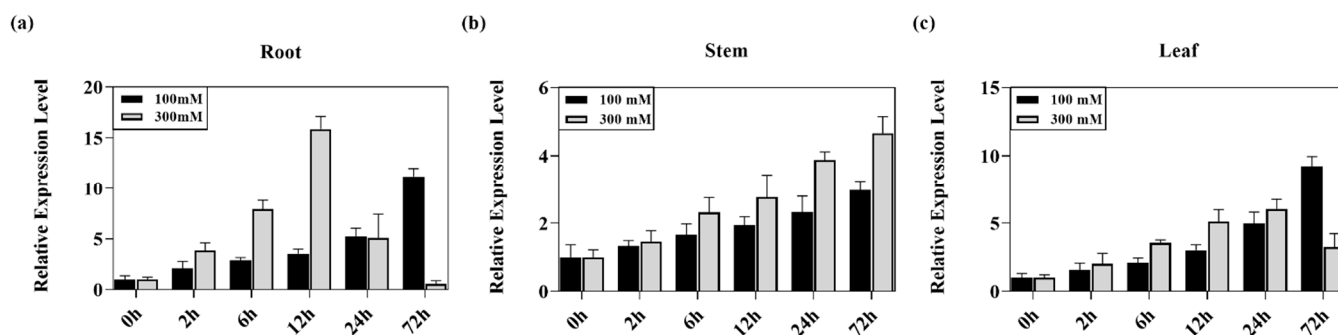 (a)
Root
Relative Expression Level
20
15
10
5
0
100mM
300mM
0h
2h
6h
12h
24h
72h
(b)
Stem
Relative Expression Level
6
4
2
0
100 mM
300 mM
0h
2h
6h
12h
24h
72h
(c)
Leaf
Relative Expression Level
15
10
5
0
100 mM
300 mM
0h
2h
6h
12h
24h
72h